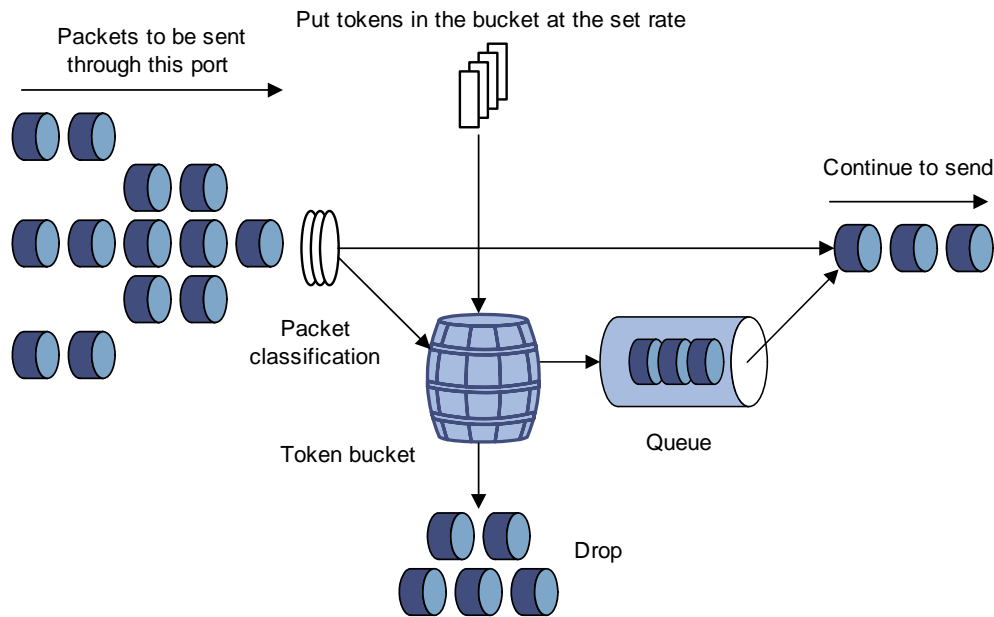 Put tokens in the bucket at the set rate
Packets to be sent
through this port
Continue to send
Packet
classification
Token bucket
Queue
Drop